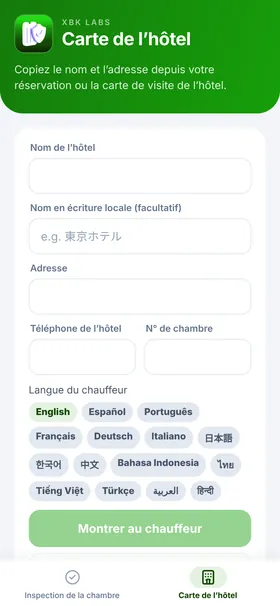 XBK LABS
Carte de l’hôtel
Copiez le nom et l’adresse depuis votre
réservation ou la carte de visite de l’hôtel.
Nom de l’hôtel
Nom en écriture locale (facultatif)
e.g. 東京ホテル
Adresse
Téléphone de l’hôtel
N° de chambre
Langue du chauffeur
English Español Português
Français Deutsch Italiano 日本語
한국어 中文 Bahasa Indonesia ไทย
Tiếng Việt Türkçe العربية हिन्दी
Montrer au chauffeur
Inspection de la chambre
Carte de l’hôtel